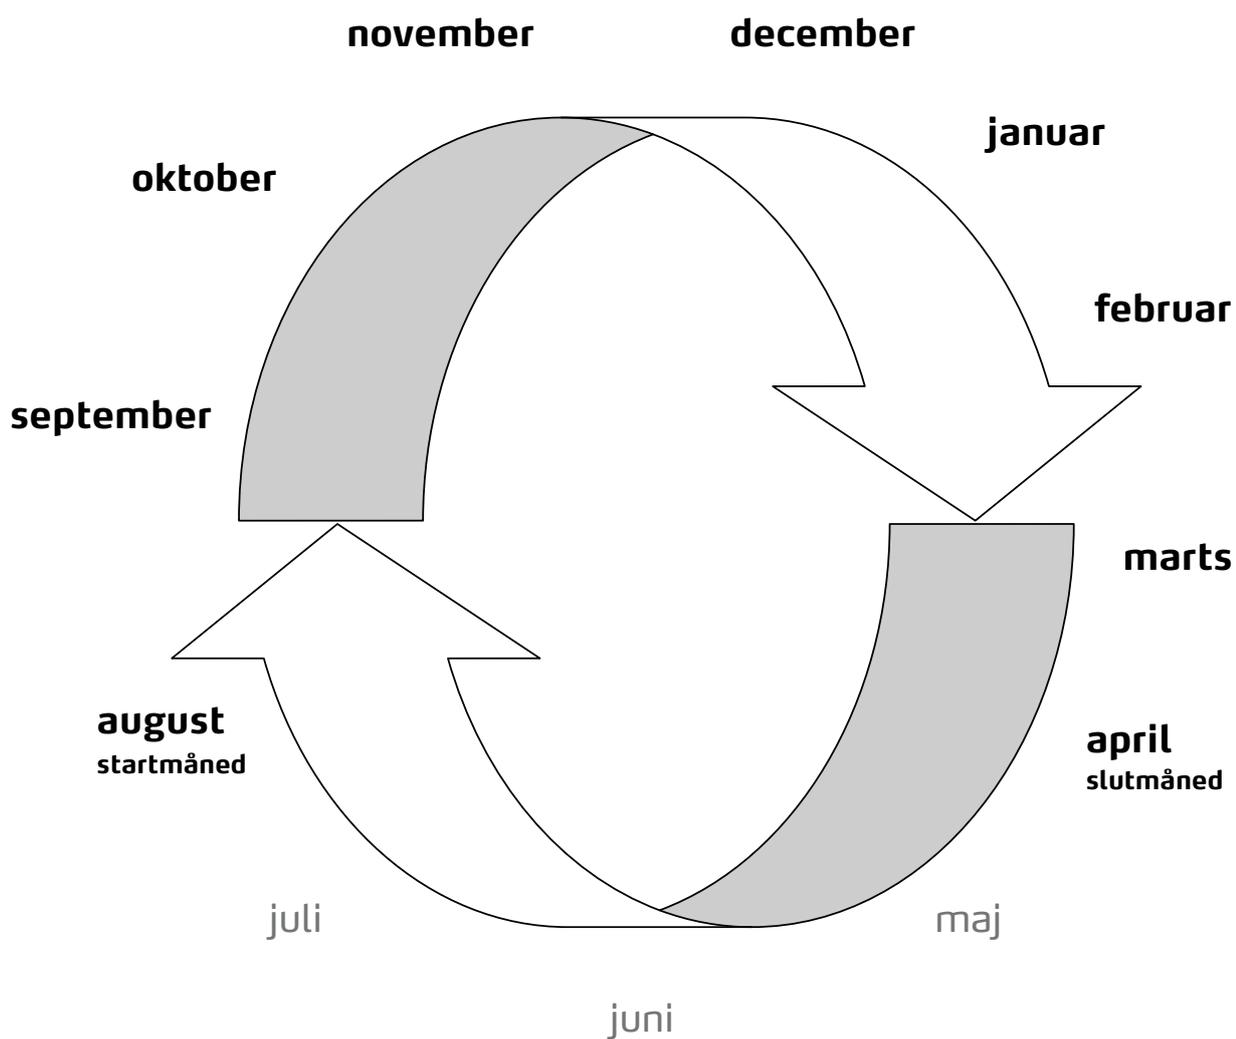 november
december
januar
oktober
februar
september
marts
august
startmåned
april
slutmåned
juli
maj
juni